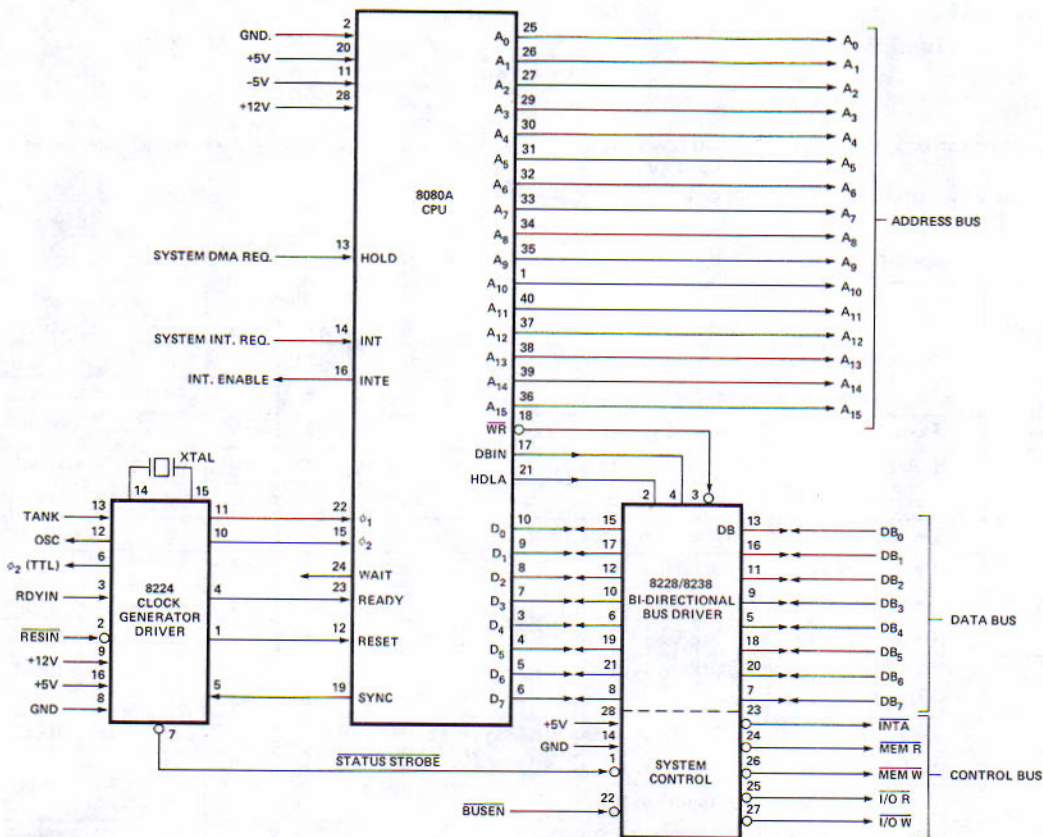 GND. 2
+5V 20
-5V 11
+12V 28
8080A
CPU
SYSTEM DMA REQ. 13 HOLD
SYSTEM INT. REQ. 14 INT
INT. ENABLE 16 INTE
A0 25 A0
A1 26 A1
A2 27 A2
A3 29 A3
A4 30 A4
A5 31 A5
A6 32 A6
A7 33 A7
A8 34 A8
A9 35 A9
A10 1 A10
A11 40 A11
A12 37 A12
A13 38 A13
A14 39 A14
A15 36 A15
ADDRESS BUS
WR 18
DBIN 17
HDLA 21
2 4 3
XTAL
14 15
TANK 13
OSC 12
φ2 (TTL) 6
RDYIN 3
RESIN 2
+12V 9
+5V 16
GND 8
8224
CLOCK
GENERATOR
DRIVER
11 22 φ1
10 15 φ2
24 WAIT
4 23 READY
1 12 RESET
5 19 SYNC
7
STATUS STROBE
D0 10 15
D1 9 17
D2 8 12
D3 7 10
D4 3 6
D5 4 19
D6 5 21
D7 6 8
8228/8238
BI-DIRECTIONAL
BUS DRIVER
DB 13 DB0
16 DB1
11 DB2
9 DB3
5 DB4
18 DB5
20 DB6
7 DB7
DATA BUS
+5V 28
GND 14
1
BUSEN 22
SYSTEM
CONTROL
23 INTA
24 MEM R
26 MEM W
25 I/O R
27 I/O W
CONTROL BUS